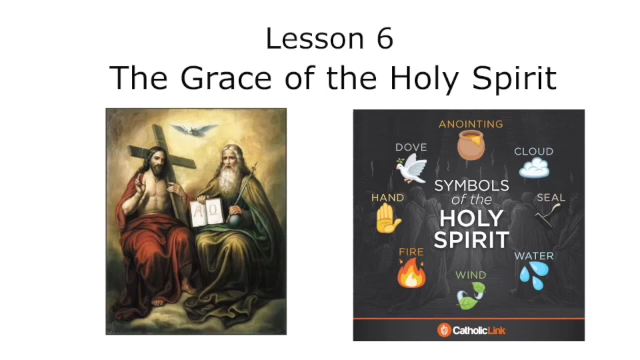 Lesson 6
The Grace of the Holy Spirit
ANOINTING
DOVE
CLOUD
HAND
SYMBOLS
of the
HOLY
SPIRIT
SEAL
FIRE
WATER
WIND
CatholicLink